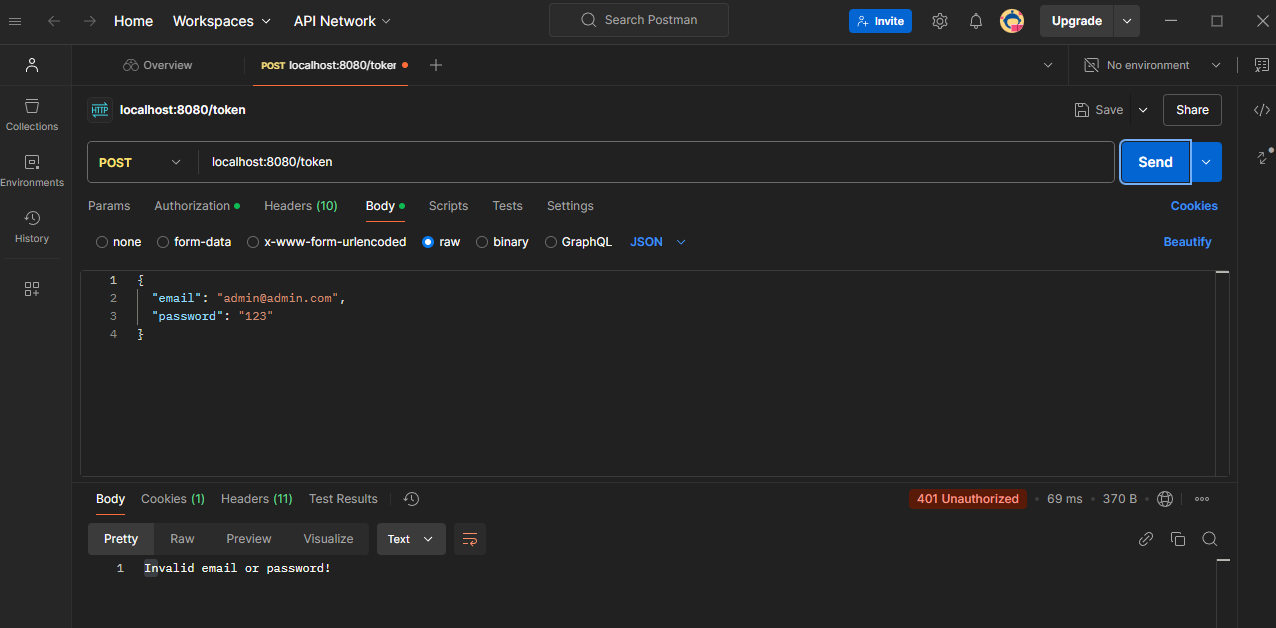 Home Workspaces API Network Search Postman Invite Upgrade
Overview POST localhost:8080/token No environment
HTTP localhost:8080/token Save Share
Collections
POST localhost:8080/token Send
Environments
Params Authorization Headers (10) Body Scripts Tests Settings Cookies
History
none form-data x-www-form-urlencoded raw binary GraphQL JSON Beautify
1 {
2 "email": "admin@admin.com",
3 "password": "123"
4 }
Body Cookies (1) Headers (11) Test Results 401 Unauthorized • 69 ms • 370 B •
Pretty Raw Preview Visualize Text
1 Invalid email or password!